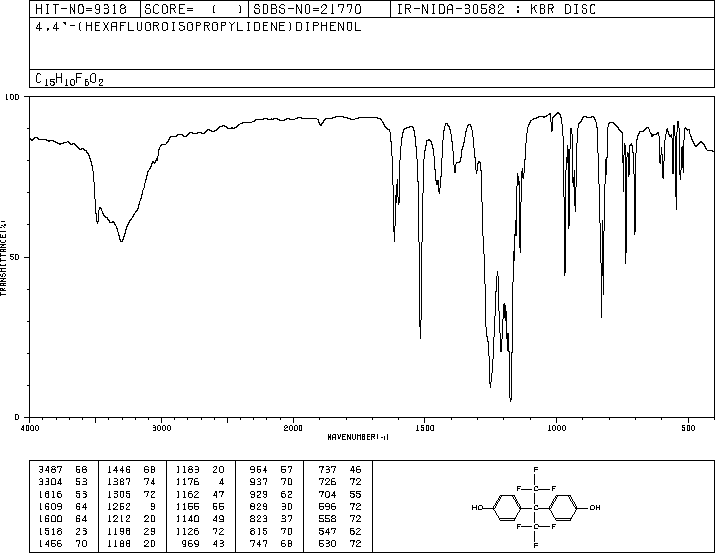 HIT-NO=9318 SCORE= ( ) SDBS-NO=21770 IR-NIDA-30582 : KBR DISC
4,4'-(HEXAFLUOROISOPROPYLIDENE)DIPHENOL
C15H10F6O2
100
50
0
TRANSMITTANCE(%)
4000 3000 2000 1500 1000 500
WAVENUMBER(-1)
3487 58 1446 68 1183 20 964 57 737 46
3304 53 1387 74 1176 4 937 70 726 72
1616 53 1305 72 1162 47 929 62 704 55
1609 64 1252 9 1156 55 829 30 596 72
1600 64 1212 20 1140 49 823 37 558 72
1518 23 1198 29 1126 72 815 70 547 62
1456 70 1188 20 969 43 747 68 530 72
F
F C F
HO C OH
F C F
F